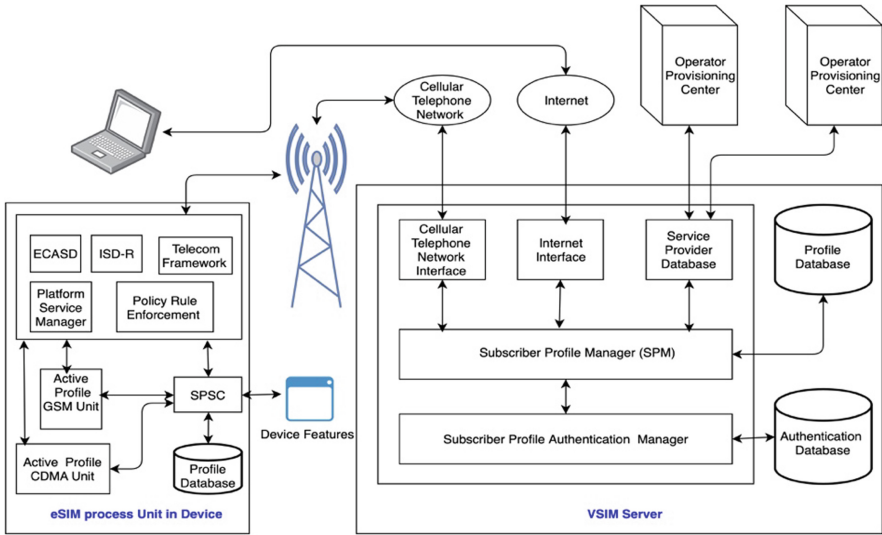 Operator
Provisioning
Center
Operator
Provisioning
Center
Cellular
Telephone
Network
Internet
ECASD
ISD-R
Telecom
Framework
Platform
Service
Manager
Policy Rule
Enforcement
Active
Profile
GSM Unit
SPSC
Device Features
Active Profile
CDMA Unit
Profile
Database
eSIM process Unit in Device
Cellular
Telephone
Network
Interface
Internet
Interface
Service
Provider
Database
Profile
Database
Subscriber Profile Manager (SPM)
Subscriber Profile Authentication Manager
Authentication
Database
VSIM Server